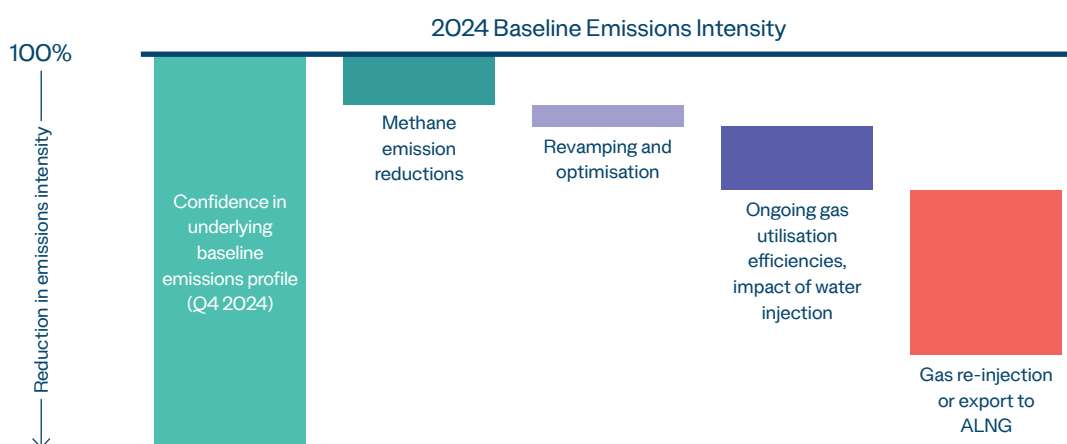 2024 Baseline Emissions Intensity
100%
Reduction in emissions intensity
Confidence in
underlying
baseline
emissions profile
(Q4 2024)
Methane
emission
reductions
Revamping and
optimisation
Ongoing gas
utilisation
efficiencies,
impact of water
injection
Gas re-injection
or export to
ALNG